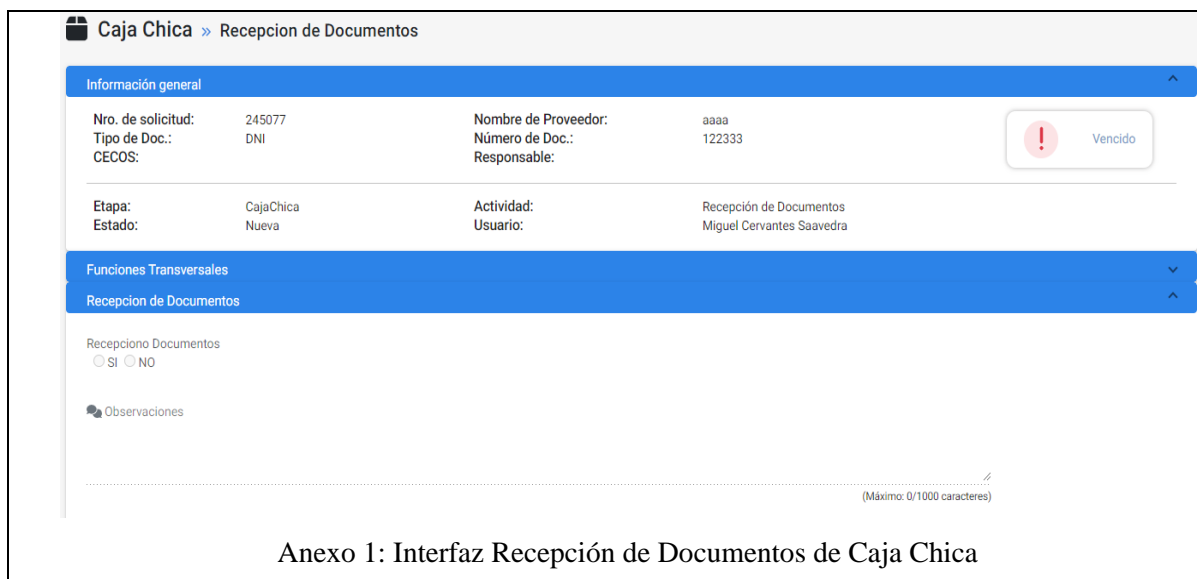 Caja Chica » Recepcion de Documentos
Información general
Nro. de solicitud: 245077 Nombre de Proveedor: aaaa
Tipo de Doc.: DNI Número de Doc.: 122333 Vencido
CECOS: Responsable:
Etapa: CajaChica Actividad: Recepción de Documentos
Estado: Nueva Usuario: Miguel Cervantes Saavedra
Funciones Transversales
Recepcion de Documentos
Recepciono Documentos
SI NO
Observaciones
(Máximo: 0/1000 caracteres)
Anexo 1: Interfaz Recepción de Documentos de Caja Chica